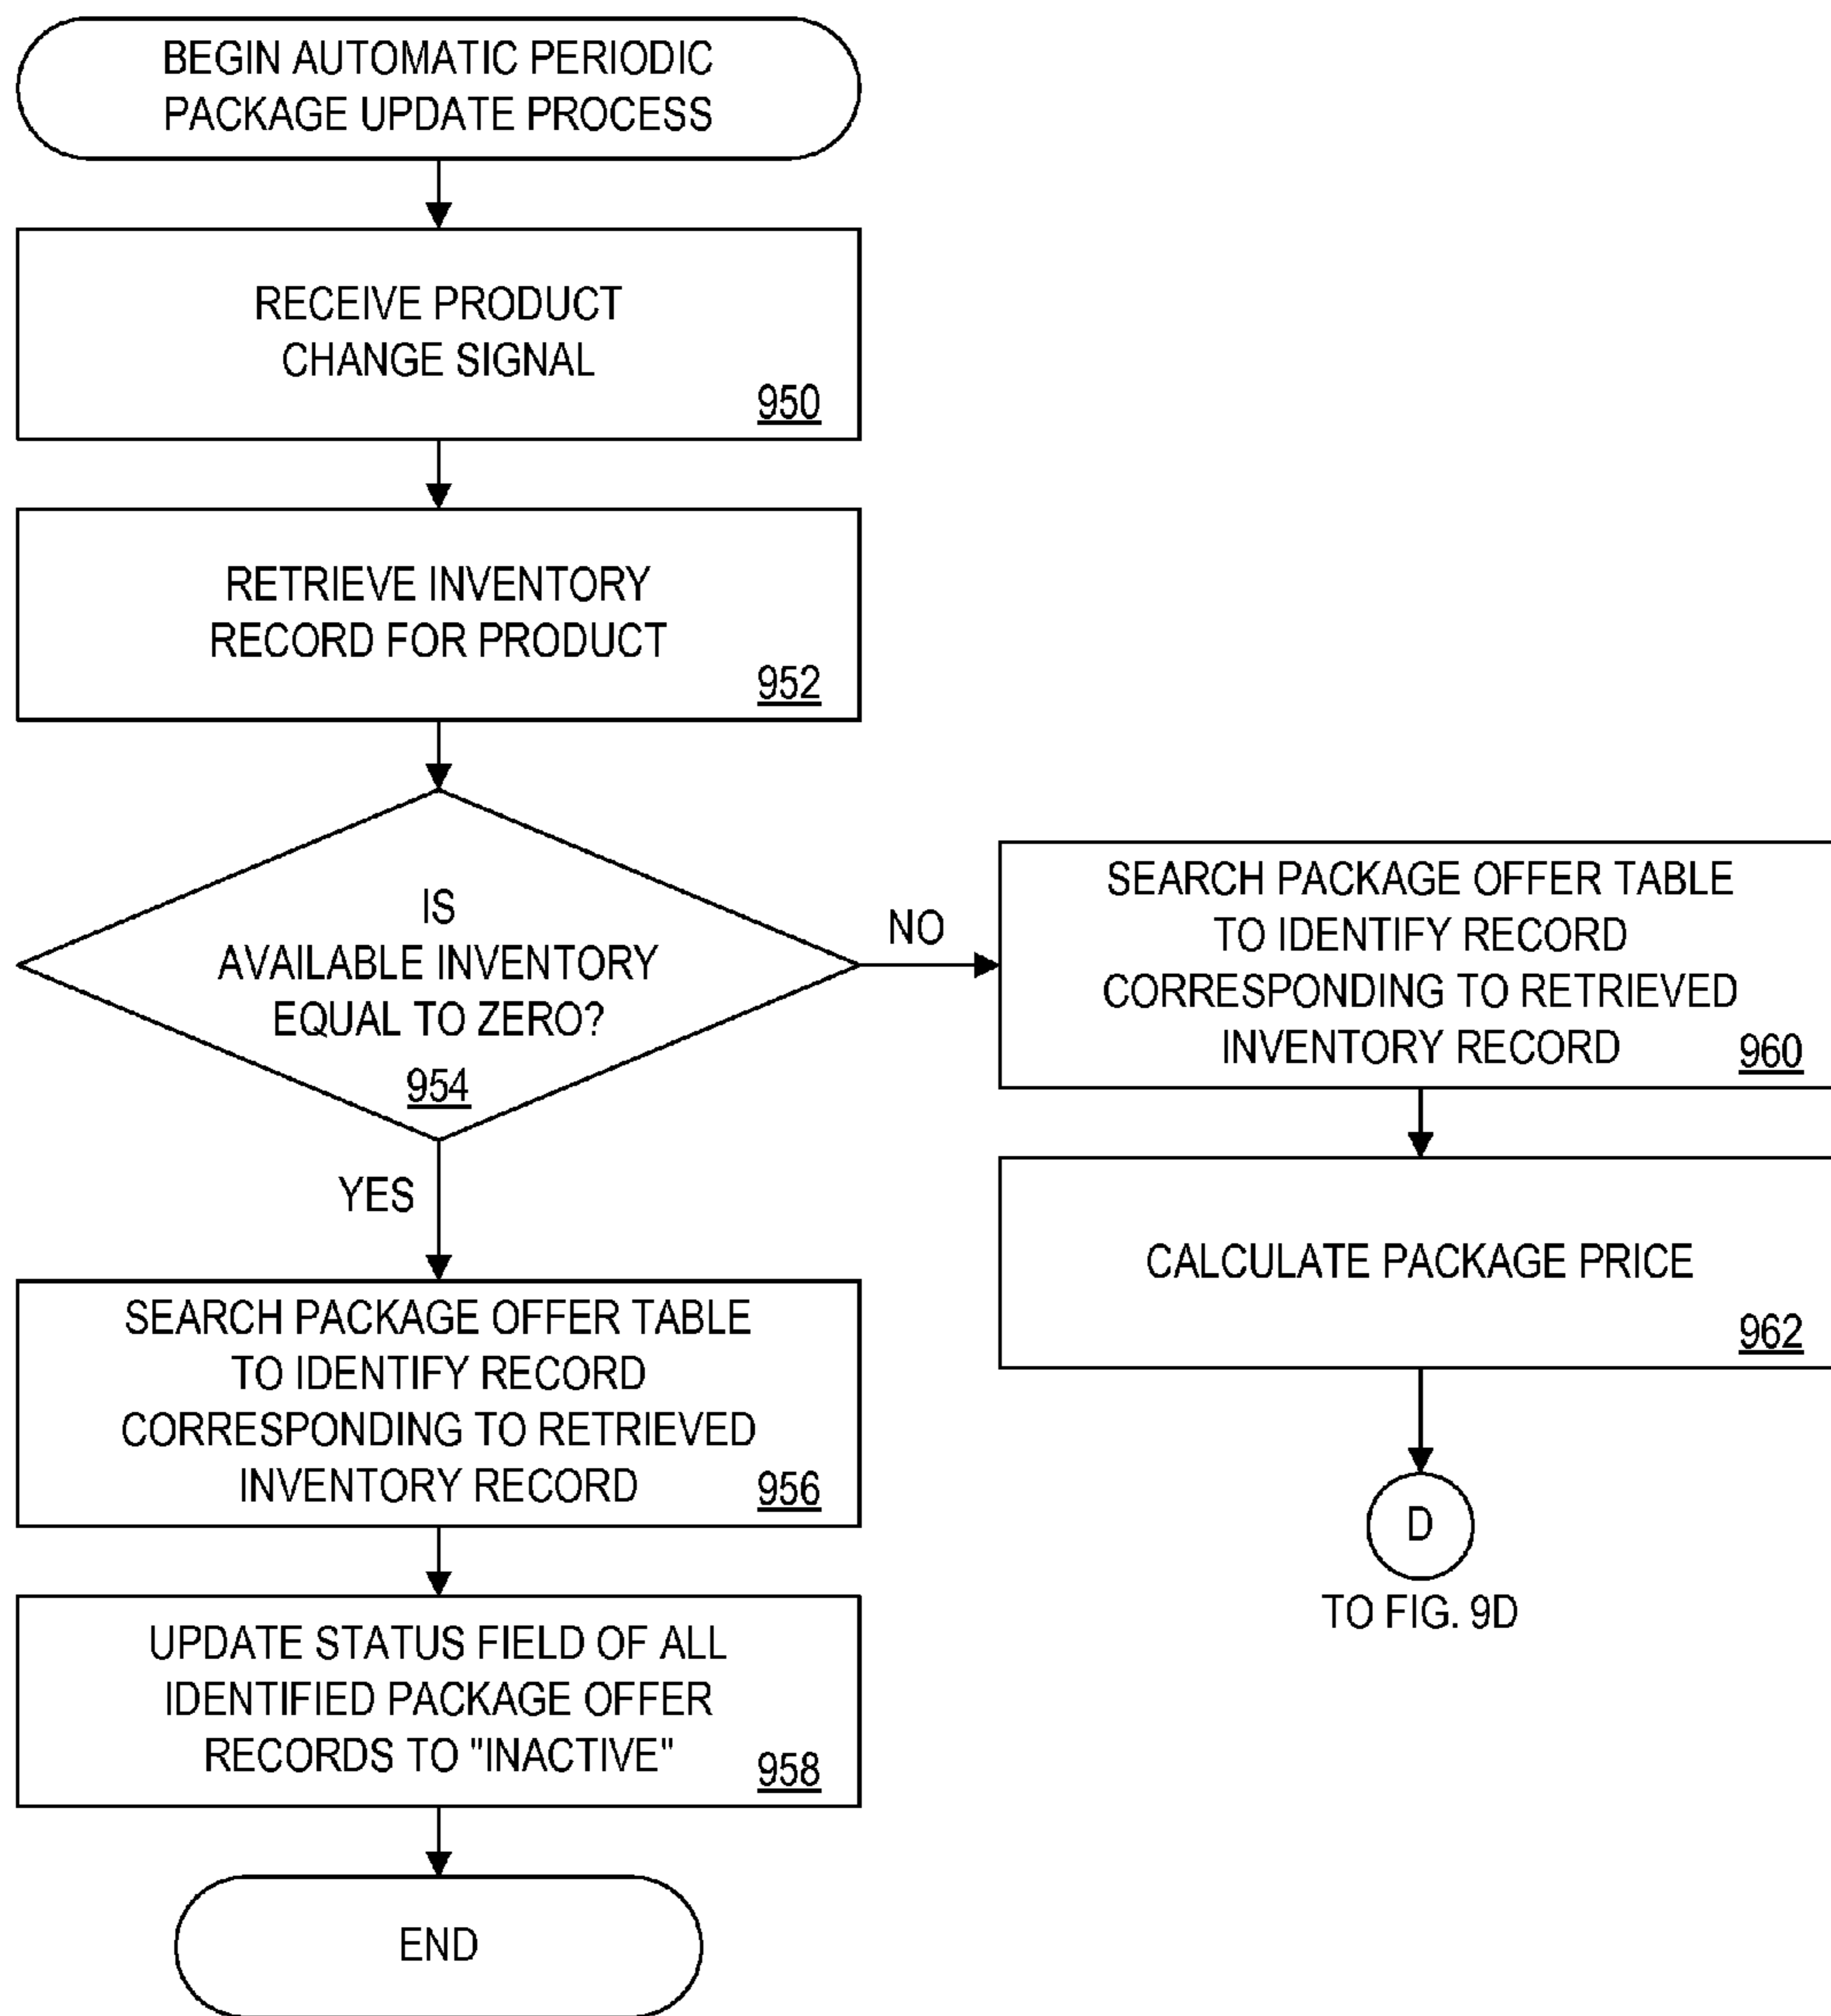 BEGIN AUTOMATIC PERIODIC
PACKAGE UPDATE PROCESS
RECEIVE PRODUCT
CHANGE SIGNAL
950
RETRIEVE INVENTORY
RECORD FOR PRODUCT
952
IS
AVAILABLE INVENTORY
EQUAL TO ZERO?
954
NO
YES
SEARCH PACKAGE OFFER TABLE
TO IDENTIFY RECORD
CORRESPONDING TO RETRIEVED
INVENTORY RECORD
956
UPDATE STATUS FIELD OF ALL
IDENTIFIED PACKAGE OFFER
RECORDS TO "INACTIVE"
958
END
SEARCH PACKAGE OFFER TABLE
TO IDENTIFY RECORD
CORRESPONDING TO RETRIEVED
INVENTORY RECORD
960
CALCULATE PACKAGE PRICE
962
D
TO FIG. 9D